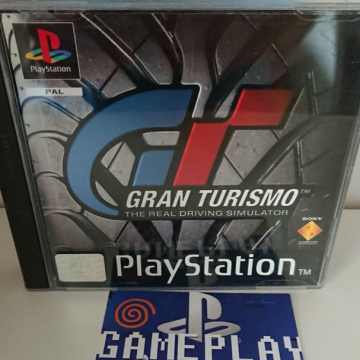 PlayStation
PAL
GT
GRAN TURISMO™
THE REAL DRIVING SIMULATOR
SONY
PlayStation™
GAMEPLAY